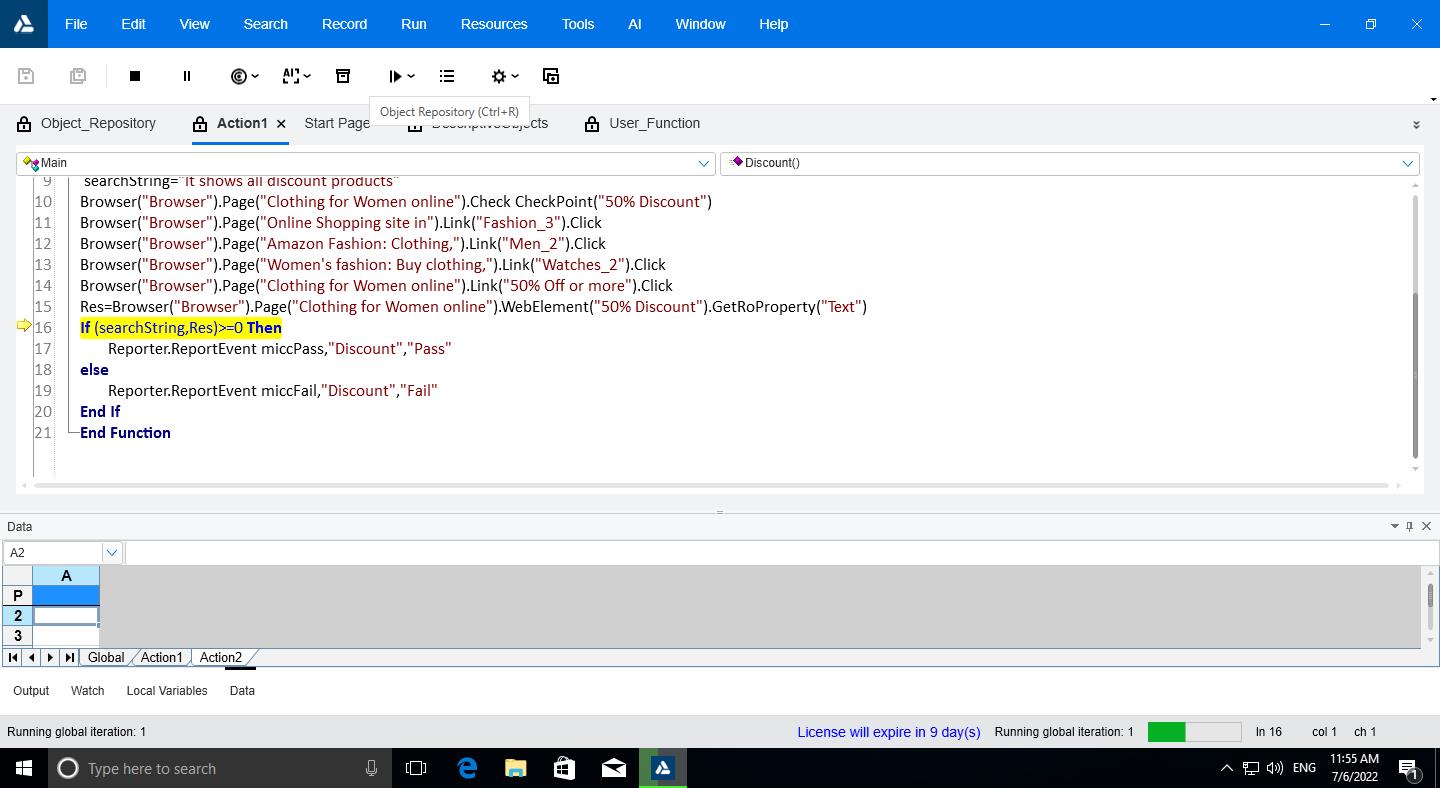 File Edit View Search Record Run Resources Tools AI Window Help
Object Repository (Ctrl+R)
Object_Repository Action1 Start Page DescriptiveObjects User_Function
Main Discount()
9 searchString="It shows all discount products"
10 Browser("Browser").Page("Clothing for Women online").Check CheckPoint("50% Discount")
11 Browser("Browser").Page("Online Shopping site in").Link("Fashion_3").Click
12 Browser("Browser").Page("Amazon Fashion: Clothing,").Link("Men_2").Click
13 Browser("Browser").Page("Women's fashion: Buy clothing,").Link("Watches_2").Click
14 Browser("Browser").Page("Clothing for Women online").Link("50% Off or more").Click
15 Res=Browser("Browser").Page("Clothing for Women online").WebElement("50% Discount").GetRoProperty("Text")
16 If (searchString,Res)>=0 Then
17 Reporter.ReportEvent miccPass,"Discount","Pass"
18 else
19 Reporter.ReportEvent miccFail,"Discount","Fail"
20 End If
21 End Function
Data
A2
A
P
2
3
Global Action1 Action2
Output Watch Local Variables Data
Running global iteration: 1 License will expire in 9 day(s) Running global iteration: 1 ln 16 col 1 ch 1
Type here to search ENG 11:55 AM
7/6/2022 1